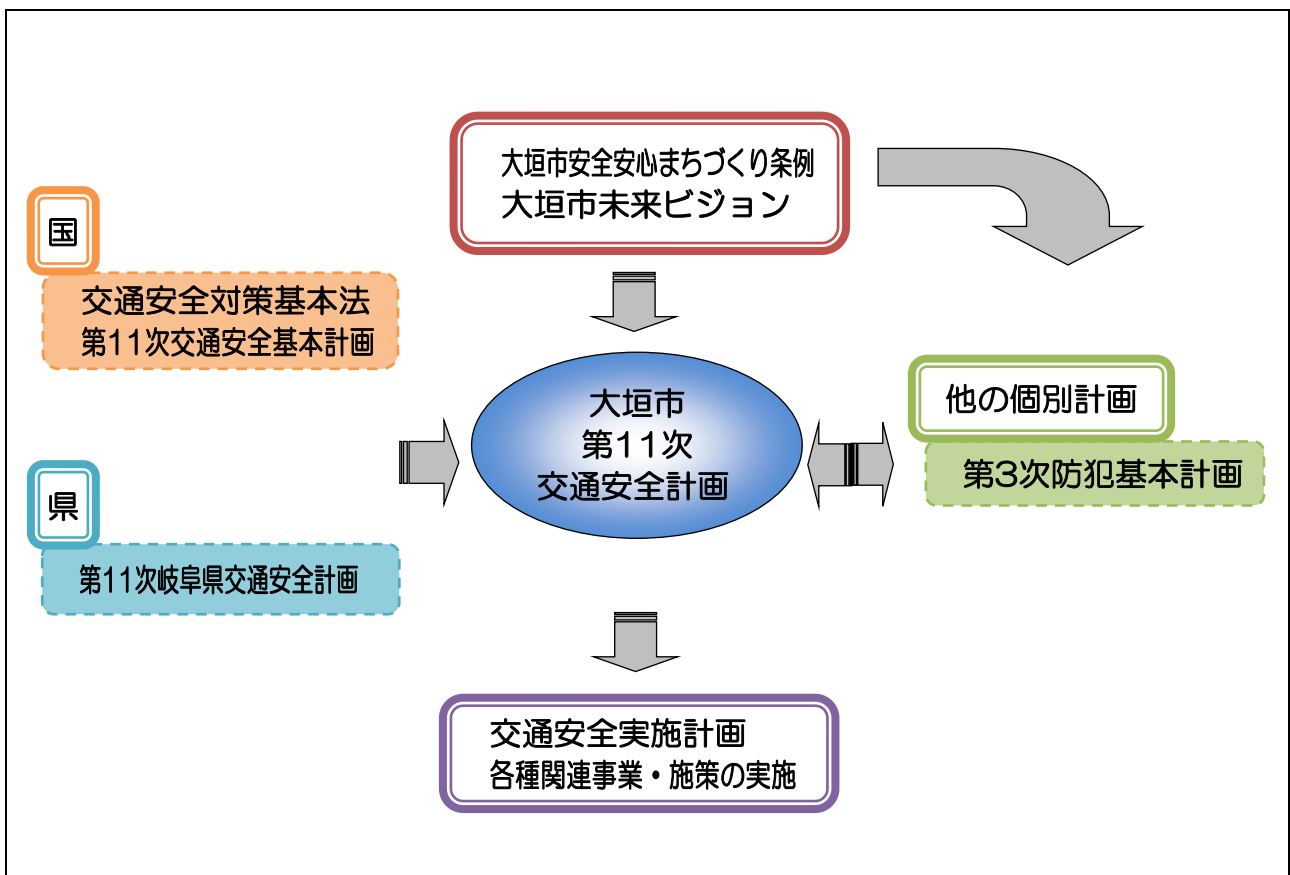 大垣市安全安心まちづくり条例
大垣市未来ビジョン
国
交通安全対策基本法
第11次交通安全基本計画
大垣市
第11次
交通安全計画
他の個別計画
第3次防犯基本計画
県
第11次岐阜県交通安全計画
交通安全実施計画
各種関連事業・施策の実施